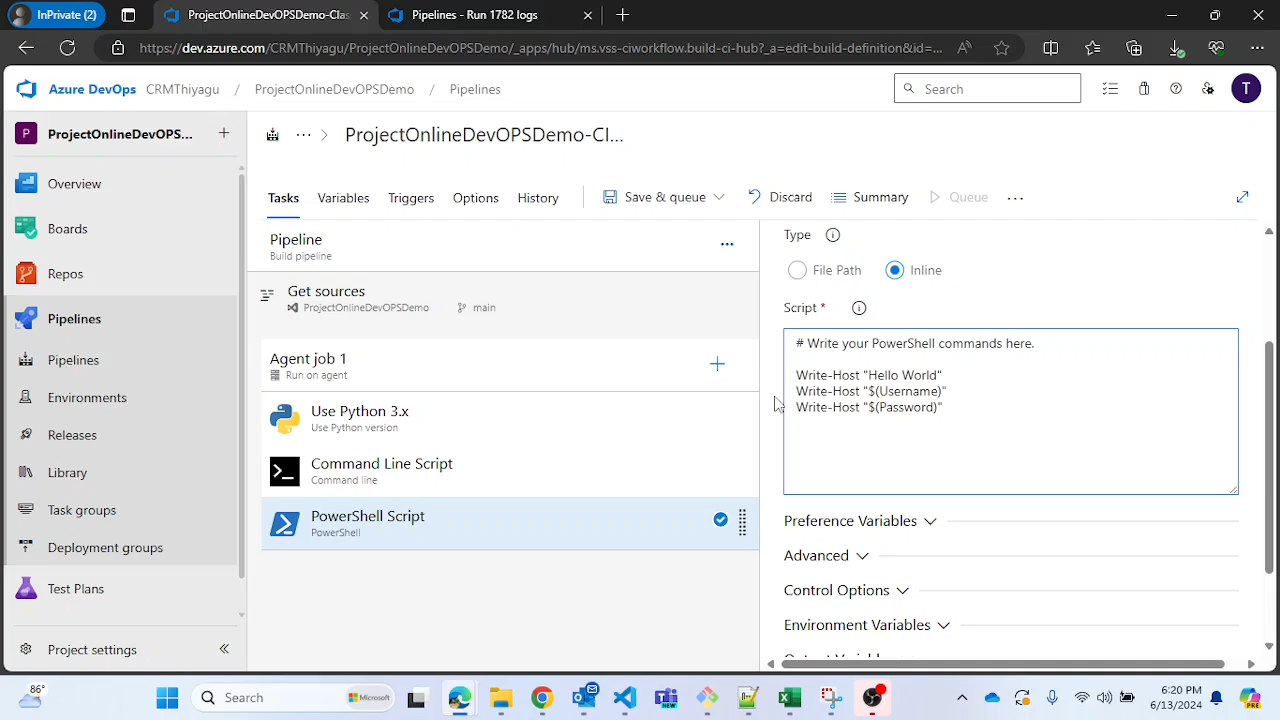 InPrivate (2)
ProjectOnlineDevOPSDemo-Clas
Pipelines - Run 1782 logs
https://dev.azure.com/CRMThiyagu/ProjectOnlineDevOPSDemo/_apps/hub/ms.vss-ciworkflow.build-ci-hub?_a=edit-build-definition&id=...
Azure DevOps CRMThiyagu / ProjectOnlineDevOPSDemo / Pipelines
Search
T
P ProjectOnlineDevOPS...
ProjectOnlineDevOPSDemo-Cl...
Overview
Boards
Repos
Pipelines
Pipelines
Environments
Releases
Library
Task groups
Deployment groups
Test Plans
Project settings
Tasks Variables Triggers Options History Save & queue Discard Summary Queue
Pipeline
Build pipeline
Get sources
ProjectOnlineDevOPSDemo main
Agent job 1
Run on agent
Use Python 3.x
Use Python version
Command Line Script
Command line
PowerShell Script
PowerShell
Type
File Path Inline
Script *
# Write your PowerShell commands here.
Write-Host "Hello World"
Write-Host "$(Username)"
Write-Host "$(Password)"
Preference Variables
Advanced
Control Options
Environment Variables
86°
Search
Microsoft
NEW
6:20 PM
6/13/2024
PRE